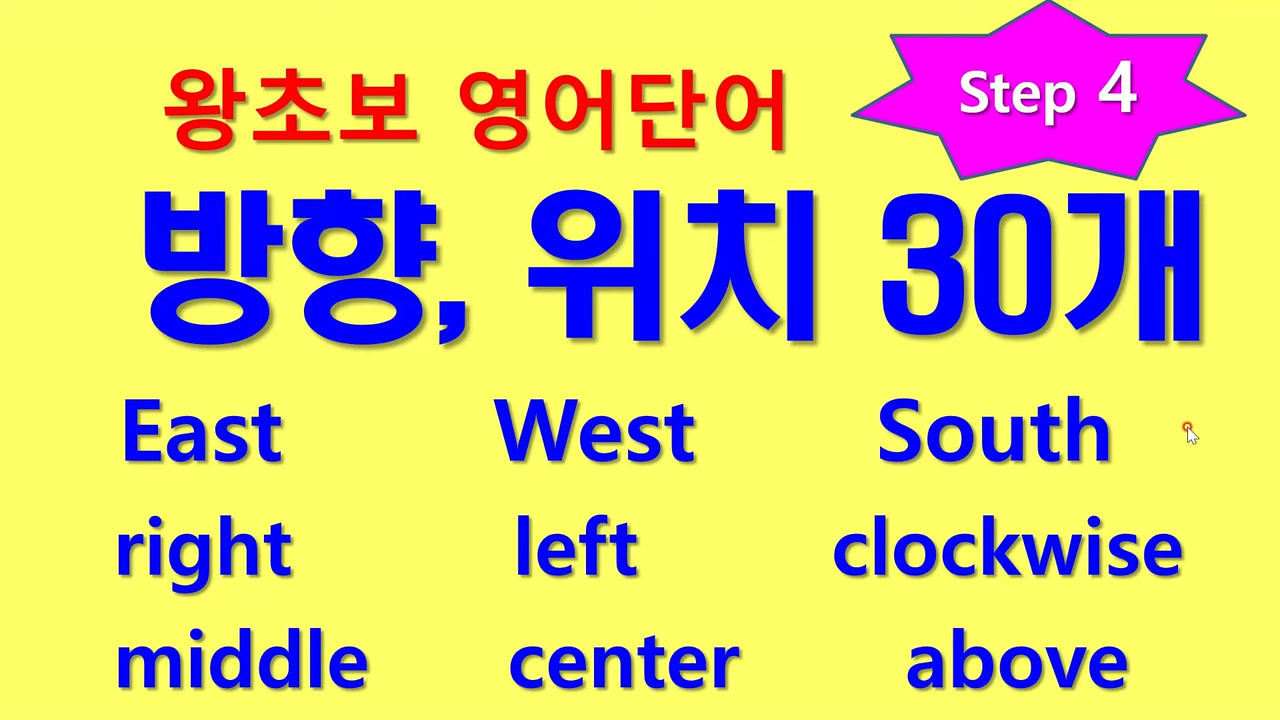 왕초보 영어단어
Step 4
방향, 위치 30개
East West South
right left clockwise
middle center above